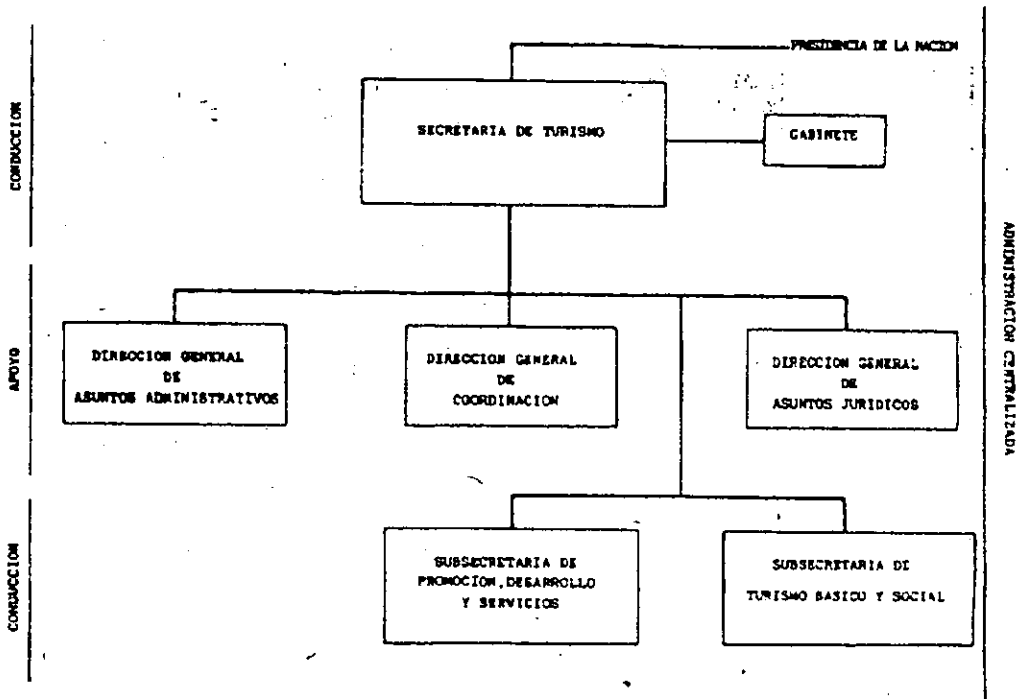 PRESIDENCIA DE LA NACION
CONDUCCION
SECRETARIA DE TURISMO
GABINETE
ADMINISTRACION CENTRALIZADA
APOYO
DIRECCION GENERAL
DE
ASUNTOS ADMINISTRATIVOS
DIRECCION GENERAL
DE
COORDINACION
DIRECCION GENERAL
DE
ASUNTOS JURIDICOS
CONDUCCION
SUBSECRETARIA DE
PROMOCION, DESARROLLO
Y SERVICIOS
SUBSECRETARIA DE
TURISMO BASICO Y SOCIAL